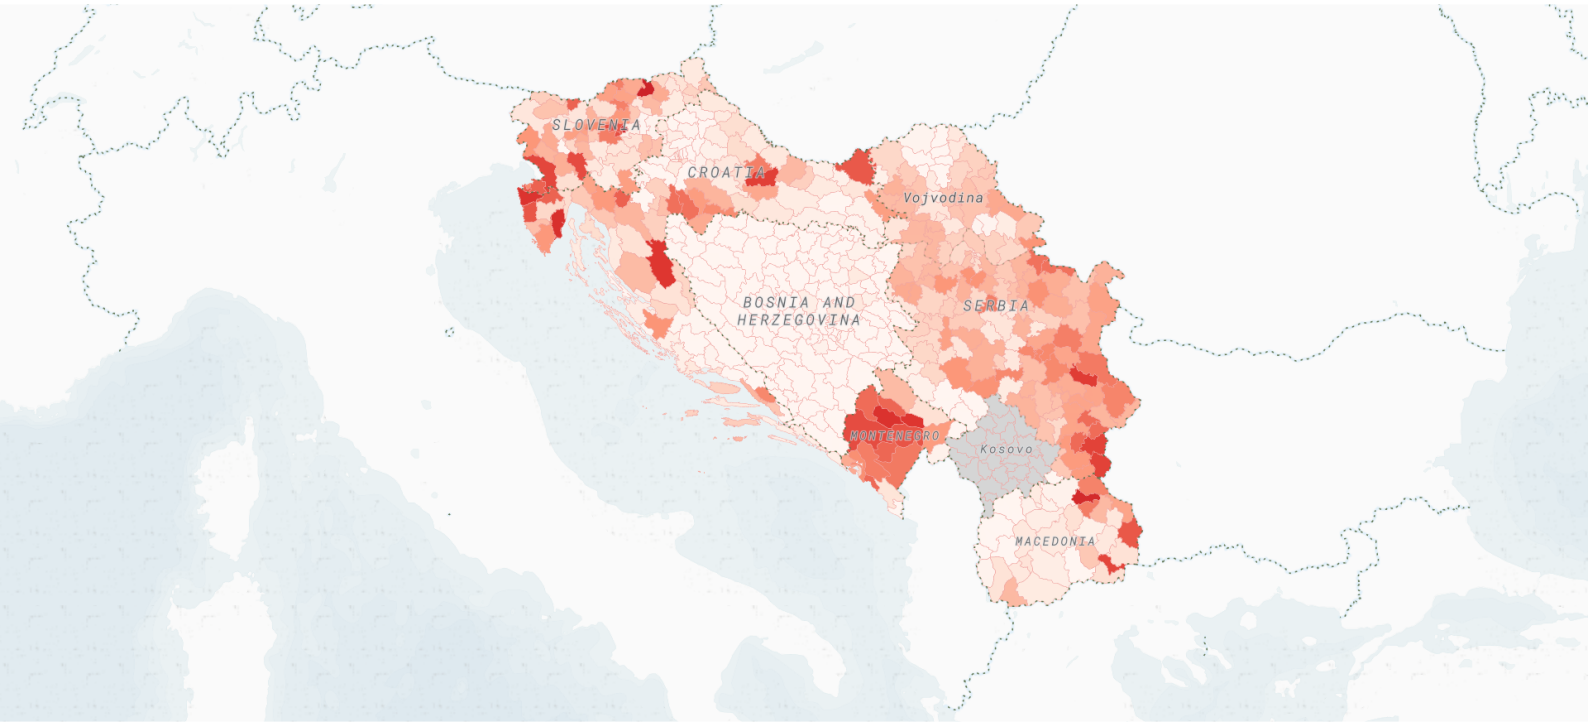 SLOVENIA
CROATIA
Vojvodina
BOSNIA AND
HERZEGOVINA
SERBIA
MONTENEGRO
Kosovo
MACEDONIA